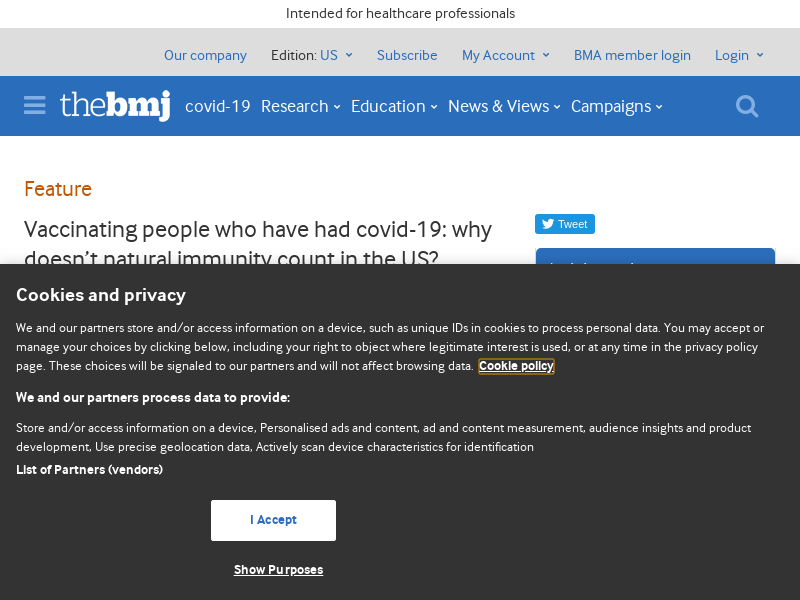 Intended for healthcare professionals
Our company Edition: US Subscribe My Account BMA member login Login
thebmj covid-19 Research Education News & Views Campaigns
Feature
Vaccinating people who have had covid-19: why
doesn’t natural immunity count in the US?
Tweet
Cookies and privacy
We and our partners store and/or access information on a device, such as unique IDs in cookies to process personal data. You may accept or
manage your choices by clicking below, including your right to object where legitimate interest is used, or at any time in the privacy policy
page. These choices will be signaled to our partners and will not affect browsing data. Cookie policy
We and our partners process data to provide:
Store and/or access information on a device, Personalised ads and content, ad and content measurement, audience insights and product
development, Use precise geolocation data, Actively scan device characteristics for identification
List of Partners (vendors)
I Accept
Show Purposes